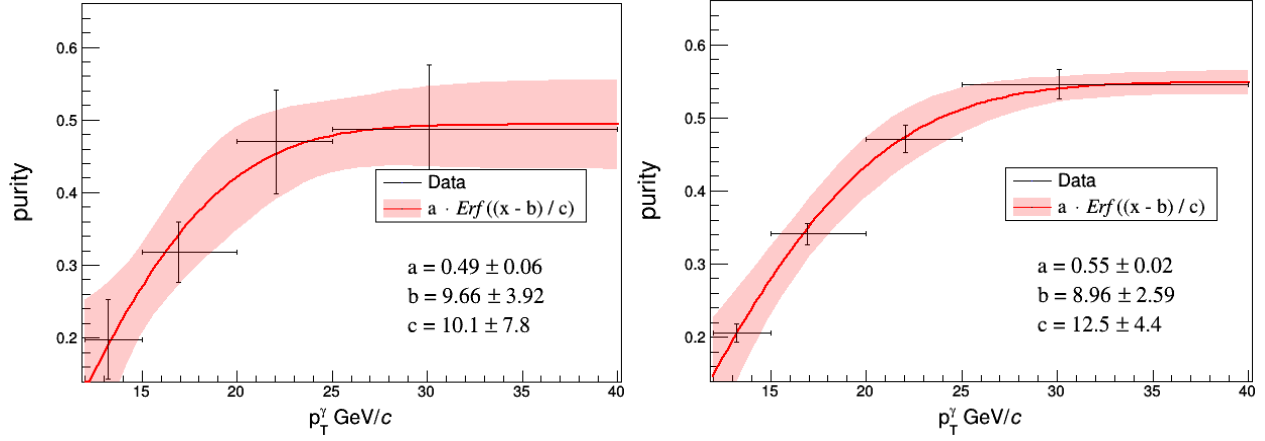 0.6
0.5
0.4
0.3
0.2
purity
Data
a · Erf((x - b) / c)
a = 0.49 ± 0.06
b = 9.66 ± 3.92
c = 10.1 ± 7.8
15 20 25 30 35 40
p_T^γ GeV/c
0.6
0.5
0.4
0.3
0.2
purity
Data
a · Erf((x - b) / c)
a = 0.55 ± 0.02
b = 8.96 ± 2.59
c = 12.5 ± 4.4
15 20 25 30 35 40
p_T^γ GeV/c